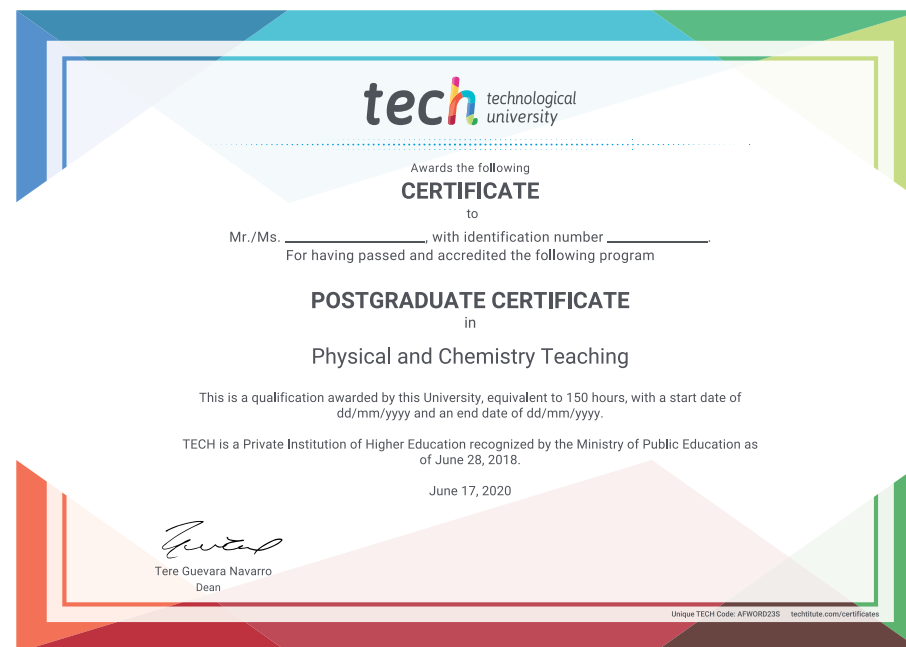 tech technological
university
Awards the following
CERTIFICATE
to
Mr./Ms. ____________________, with identification number ______________.
For having passed and accredited the following program
POSTGRADUATE CERTIFICATE
in
Physical and Chemistry Teaching
This is a qualification awarded by this University, equivalent to 150 hours, with a start date of
dd/mm/yyyy and an end date of dd/mm/yyyy.
TECH is a Private Institution of Higher Education recognized by the Ministry of Public Education as
of June 28, 2018.
June 17, 2020
Tere Guevara Navarro
Dean
Unique TECH Code: AFWORD23S techtitute.com/certificates